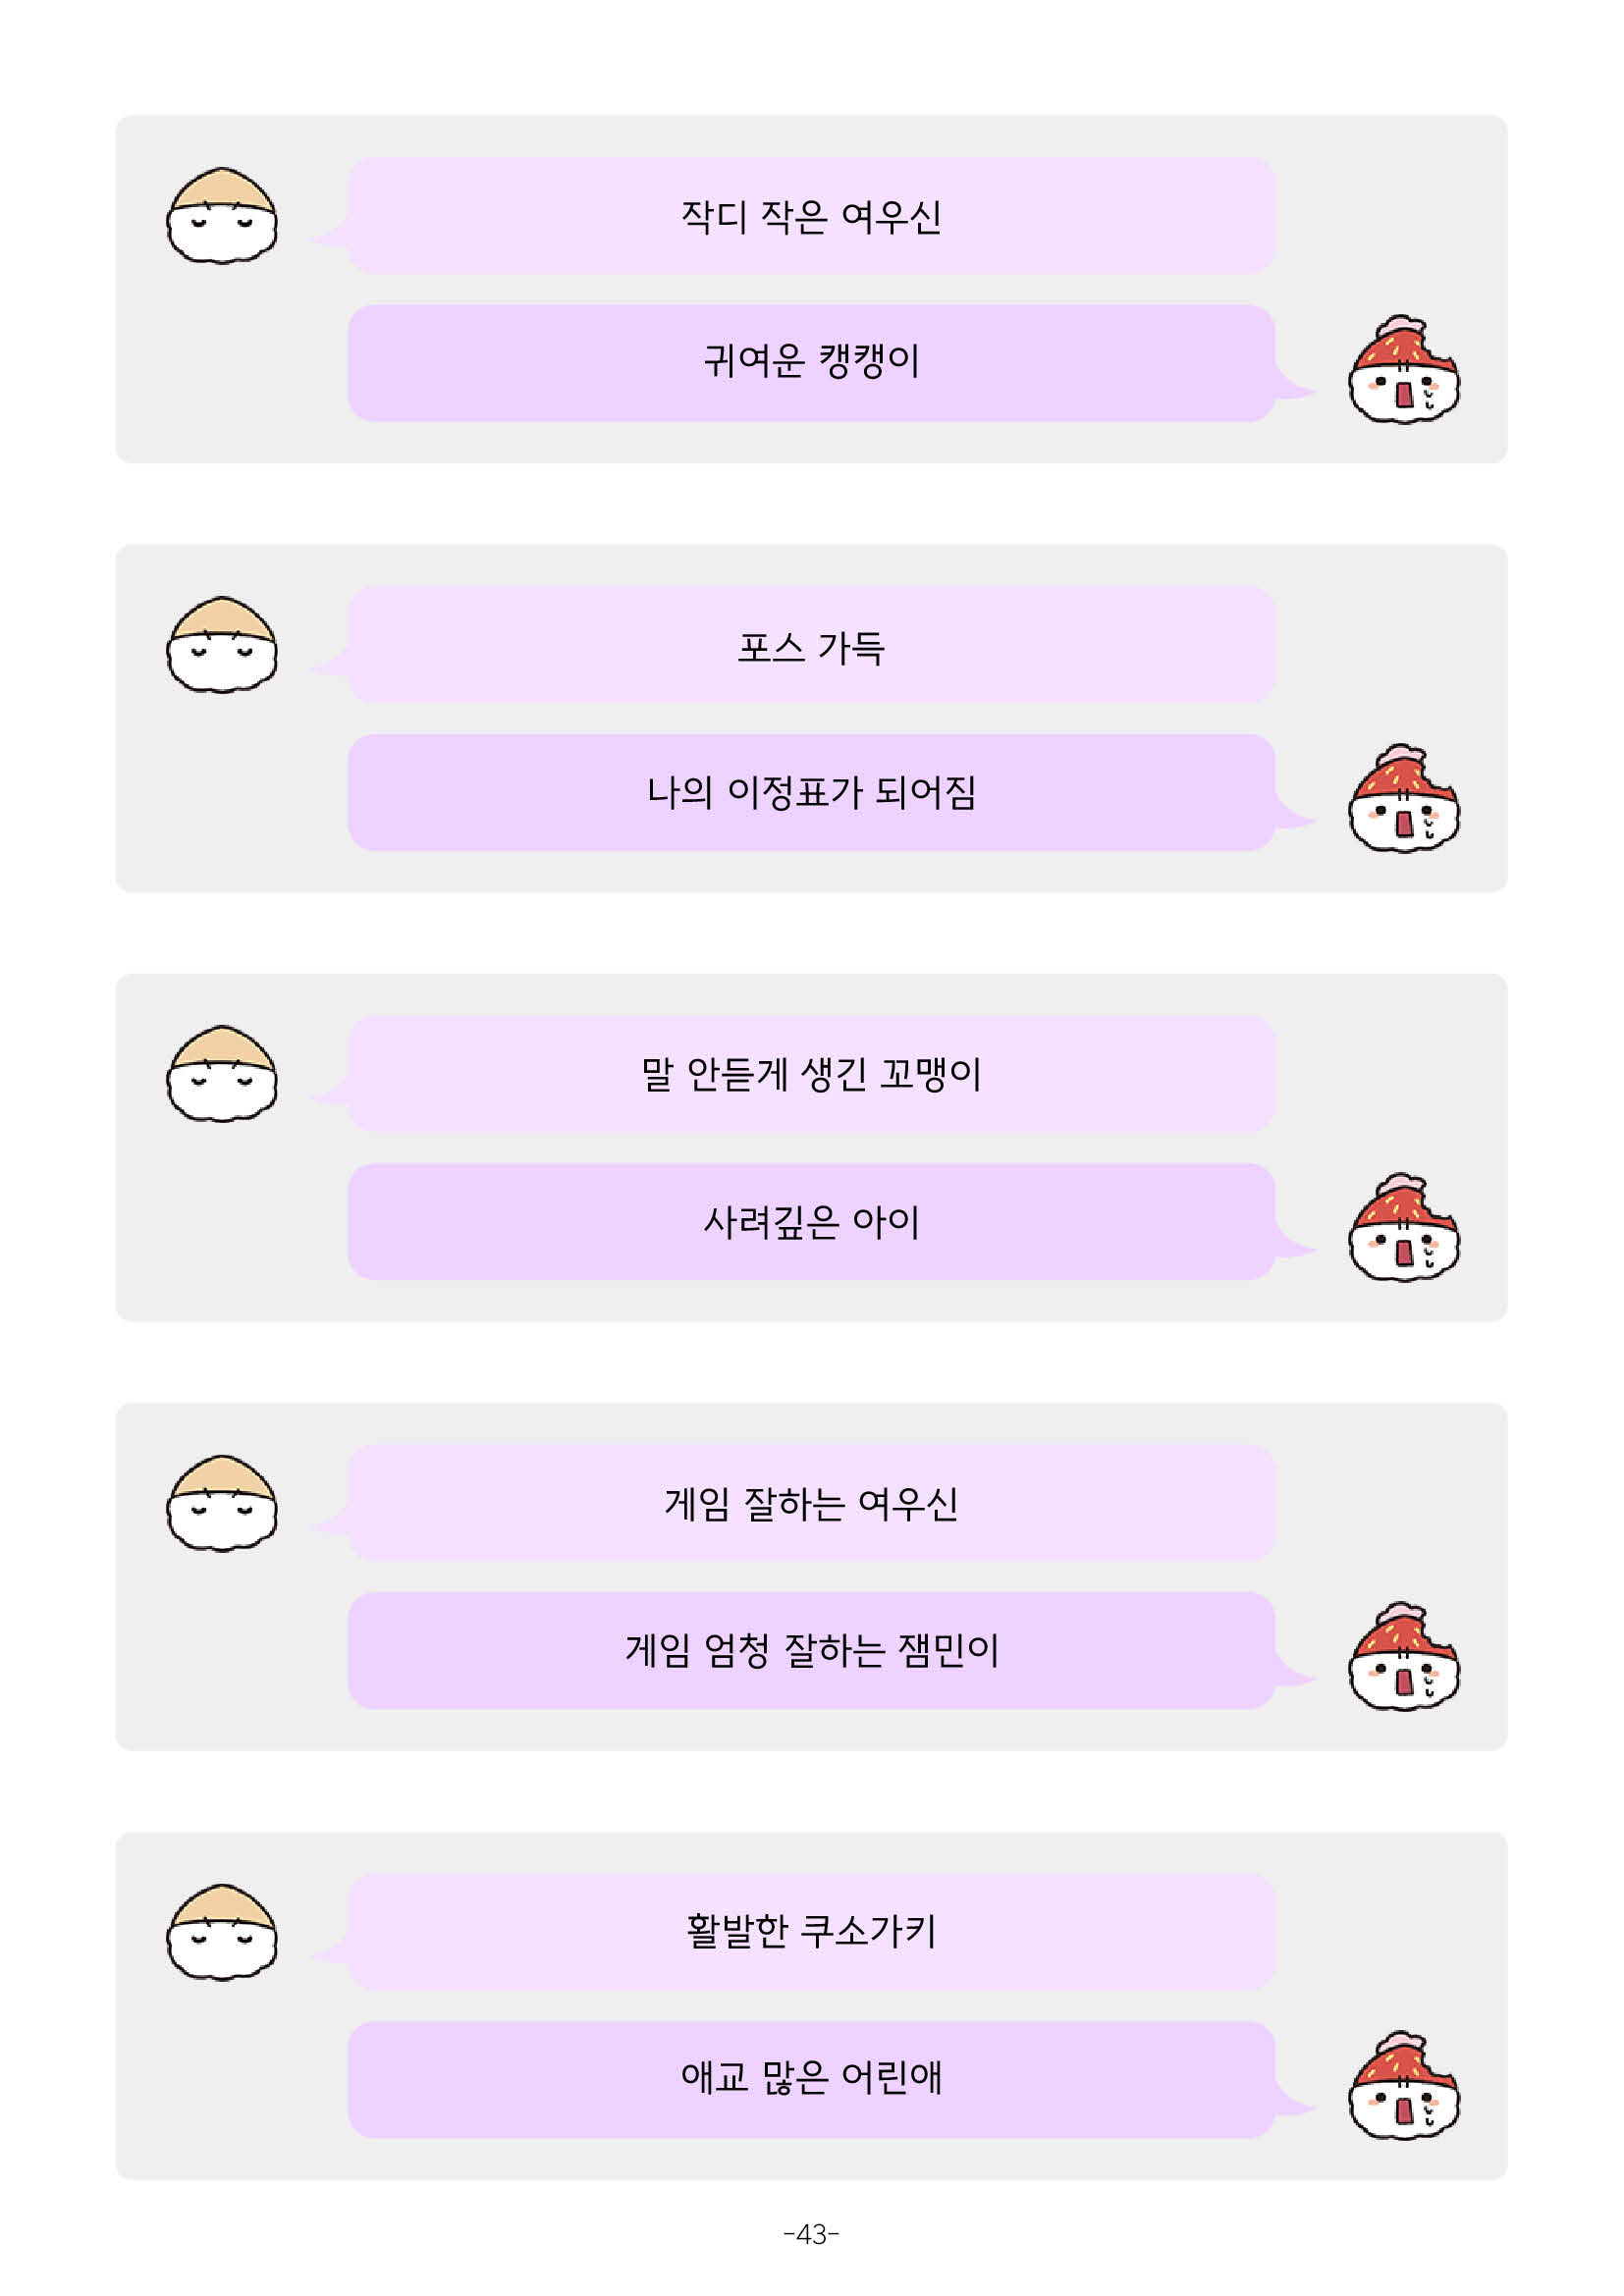 작디 작은 여우신
귀여운 캥캥이
포스 가득
나의 이정표가 되어짐
말 안듣게 생긴 꼬맹이
사려깊은 아이
게임 잘하는 여우신
게임 엄청 잘하는 잼민이
활발한 쿠소가키
애교 많은 어린애
-43-